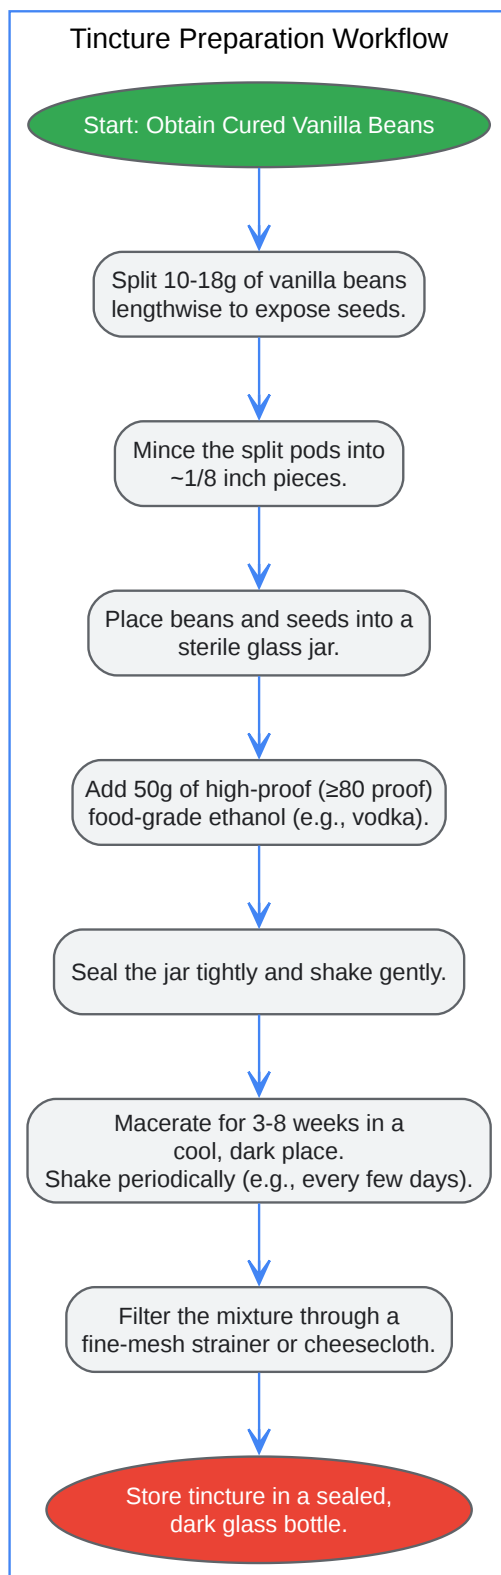 Tincture Preparation Workflow
Start: Obtain Cured Vanilla Beans
Split 10-18g of vanilla beans
lengthwise to expose seeds.
Mince the split pods into
~1/8 inch pieces.
Place beans and seeds into a
sterile glass jar.
Add 50g of high-proof (≥80 proof)
food-grade ethanol (e.g., vodka).
Seal the jar tightly and shake gently.
Macerate for 3-8 weeks in a
cool, dark place.
Shake periodically (e.g., every few days).
Filter the mixture through a
fine-mesh strainer or cheesecloth.
Store tincture in a sealed,
dark glass bottle.